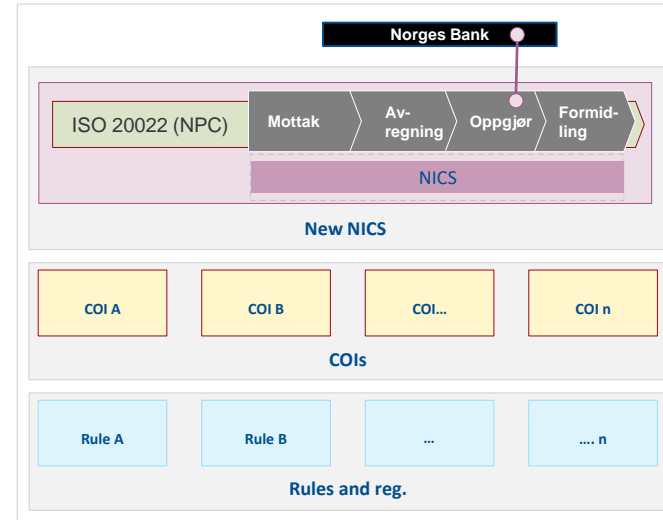 Norges Bank
ISO 20022 (NPC)
Mottak
Av-
regning
Oppgjør
Formid-
ling
NICS
New NICS
COI A
COI B
COI...
COI n
COIs
Rule A
Rule B
...
.... n
Rules and reg.